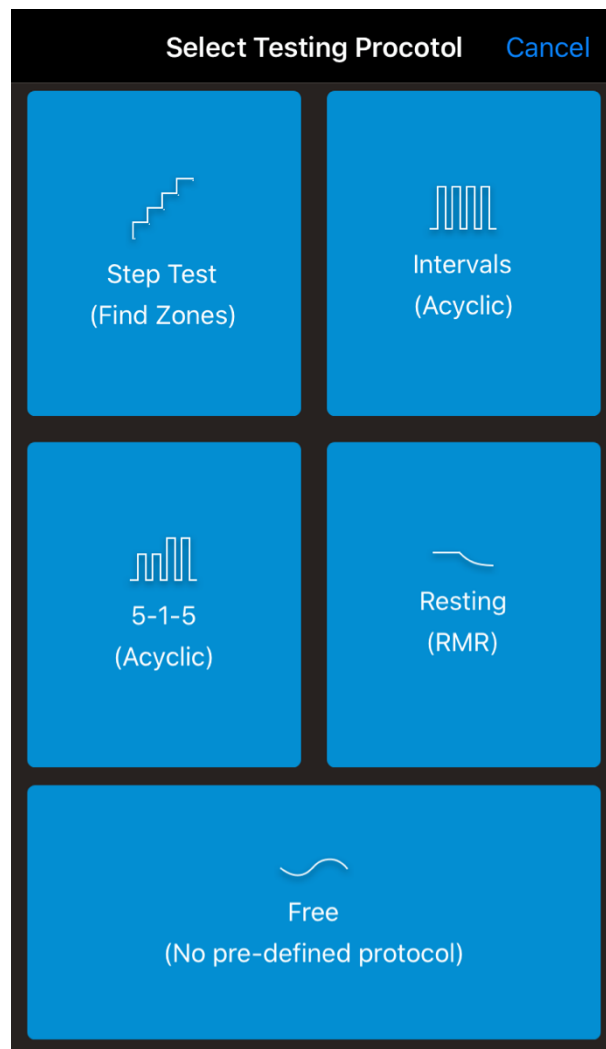 Select Testing Procotol Cancel
Step Test
(Find Zones)
Intervals
(Acyclic)
5-1-5
(Acyclic)
Resting
(RMR)
Free
(No pre-defined protocol)